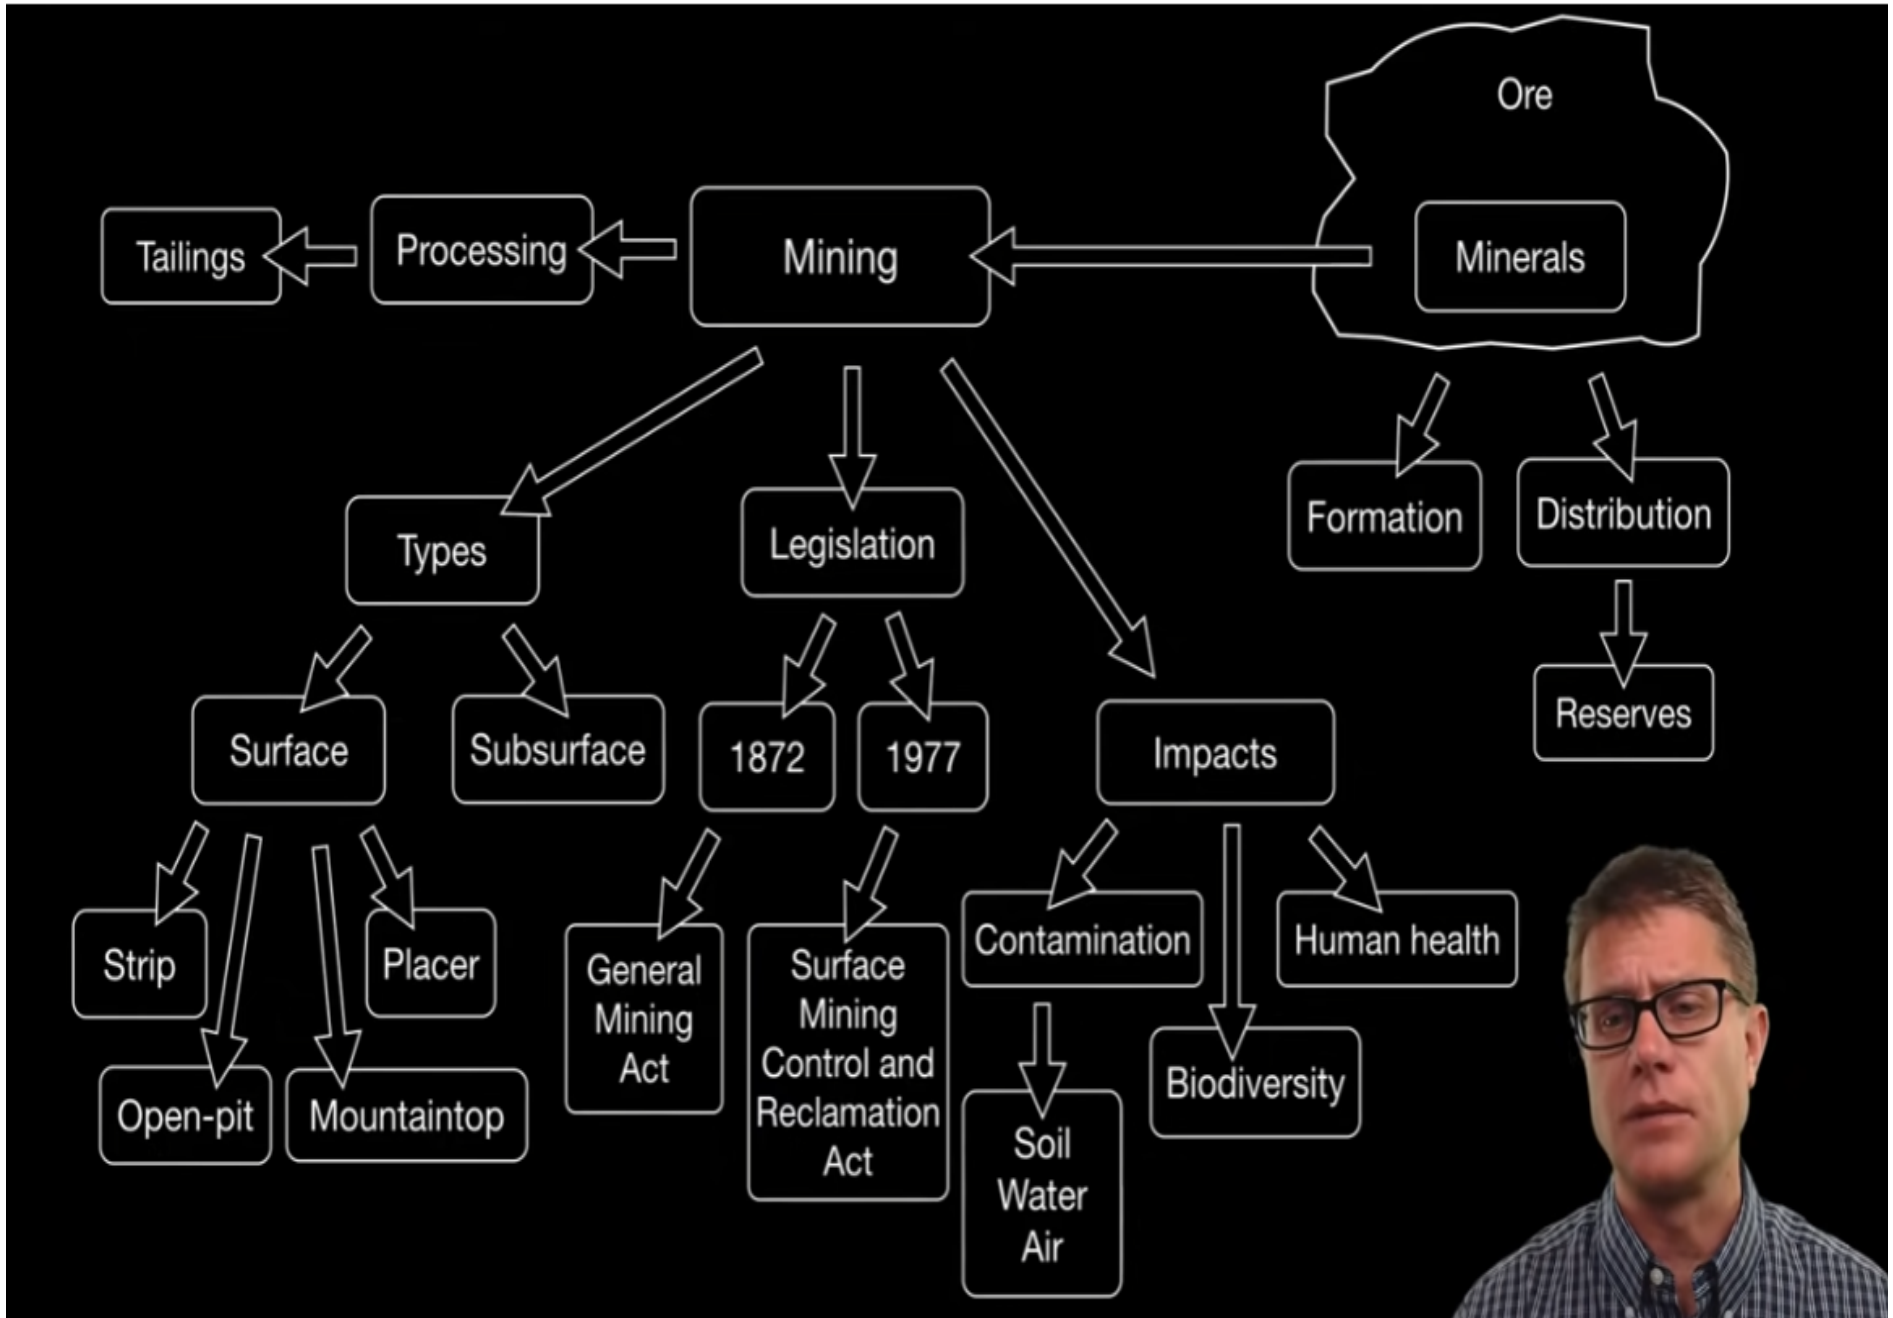 Ore
Tailings
Processing
Mining
Minerals
Types
Legislation
Formation
Distribution
Surface
Subsurface
1872
1977
Impacts
Reserves
Strip
Placer
Open-pit
Mountaintop
General
Mining
Act
Surface
Mining
Control and
Reclamation
Act
Contamination
Human health
Biodiversity
Soil
Water
Air